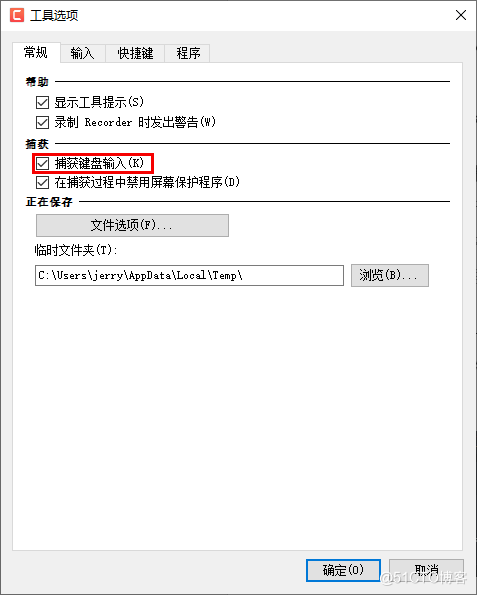 工具选项
常规 输入 快捷键 程序
帮助
显示工具提示(S)
录制 Recorder 时发出警告(W)
捕获
捕获键盘输入(K)
在捕获过程中禁用屏幕保护程序(D)
正在保存
文件选项(F)...
临时文件夹(T):
C:\Users\jerry\AppData\Local\Temp\ 浏览(B)...
确定(O) 取消
@51CTO博客